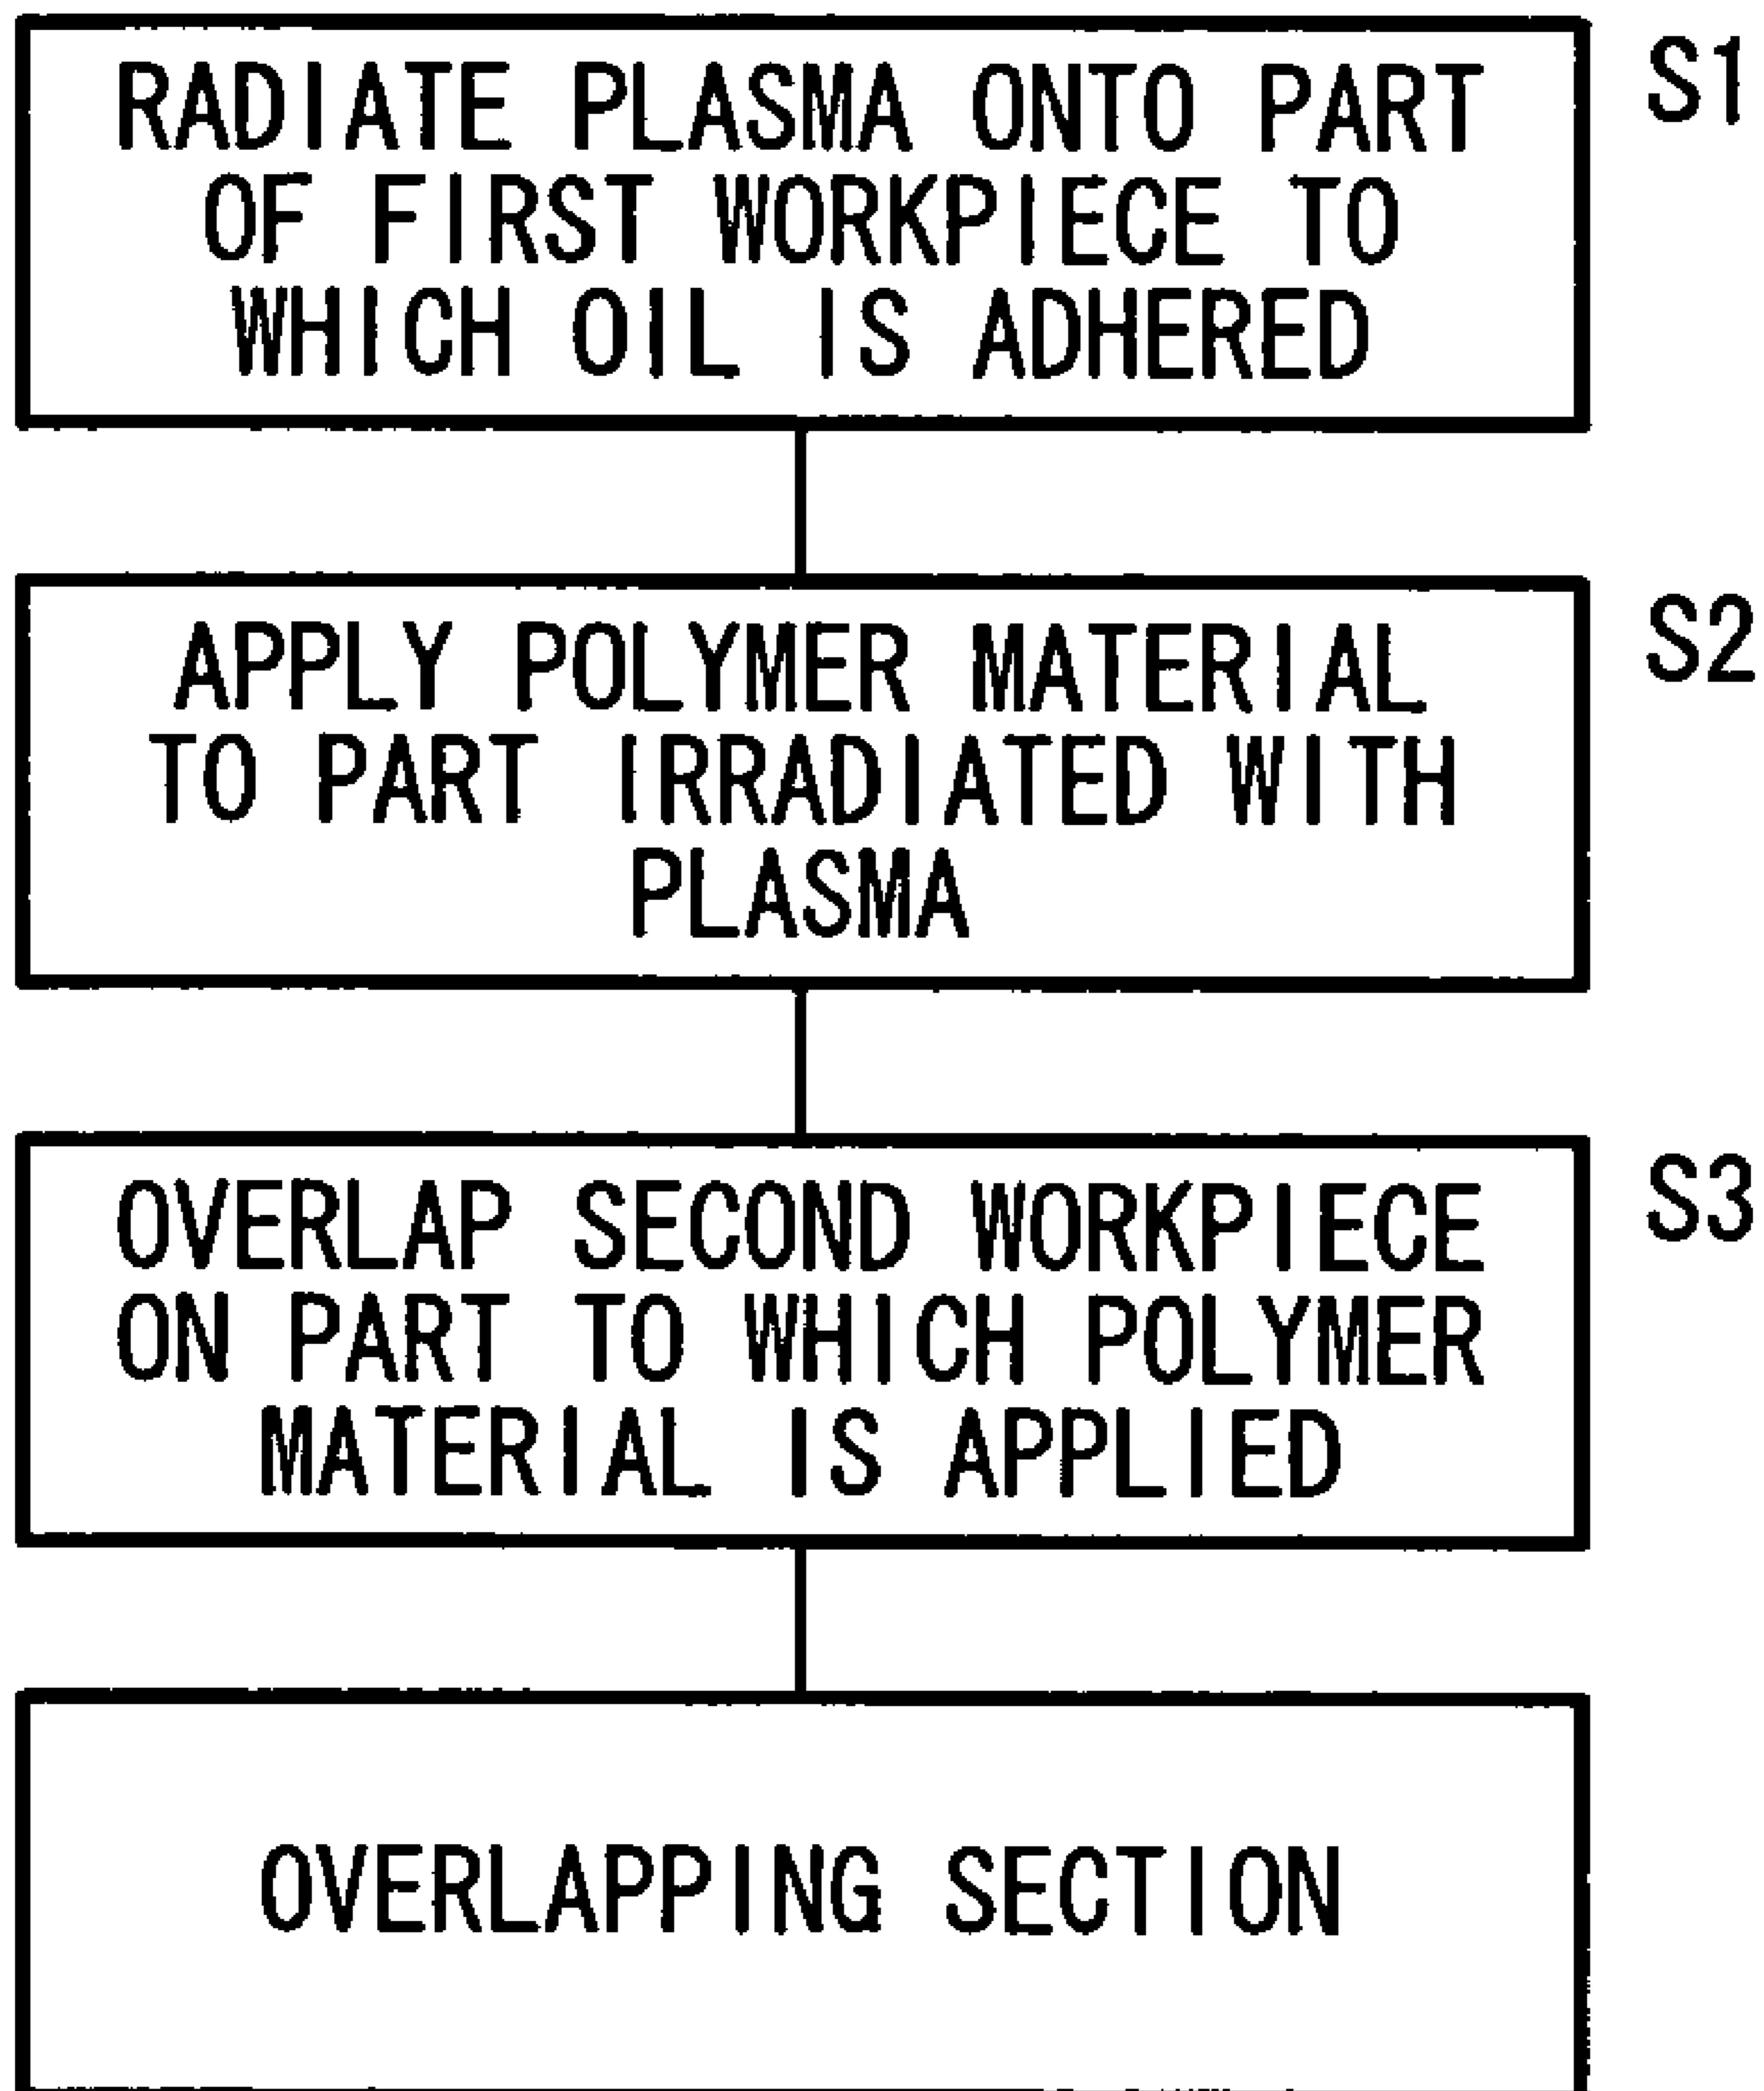 RADIATE PLASMA ONTO PART
OF FIRST WORKPIECE TO
WHICH OIL IS ADHERED
S1
APPLY POLYMER MATERIAL
TO PART IRRADIATED WITH
PLASMA
S2
OVERLAP SECOND WORKPIECE
ON PART TO WHICH POLYMER
MATERIAL IS APPLIED
S3
OVERLAPPING SECTION